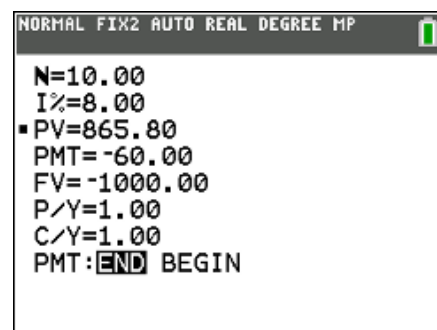 NORMAL FIX2 AUTO REAL DEGREE MP
N=10.00
I%=8.00
▪PV=865.80
PMT=⁻60.00
FV=⁻1000.00
P/Y=1.00
C/Y=1.00
PMT:END BEGIN